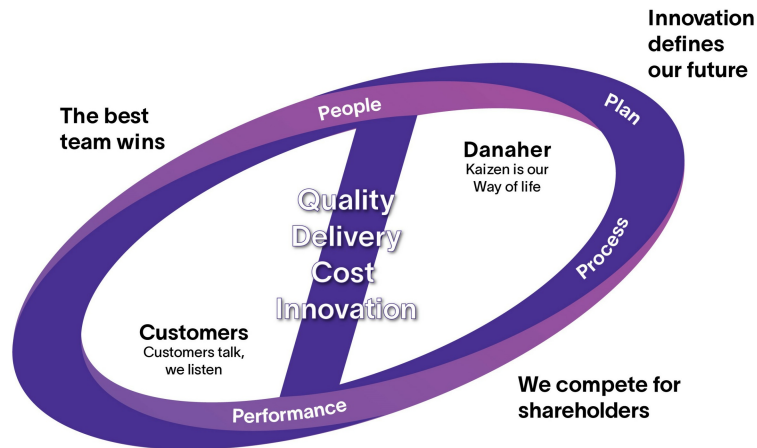 Innovation
defines
our future
The best
team wins
People
Plan
Danaher
Kaizen is our
Way of life
Quality
Delivery
Cost
Innovation
Process
Customers
Customers talk,
we listen
Performance
We compete for
shareholders